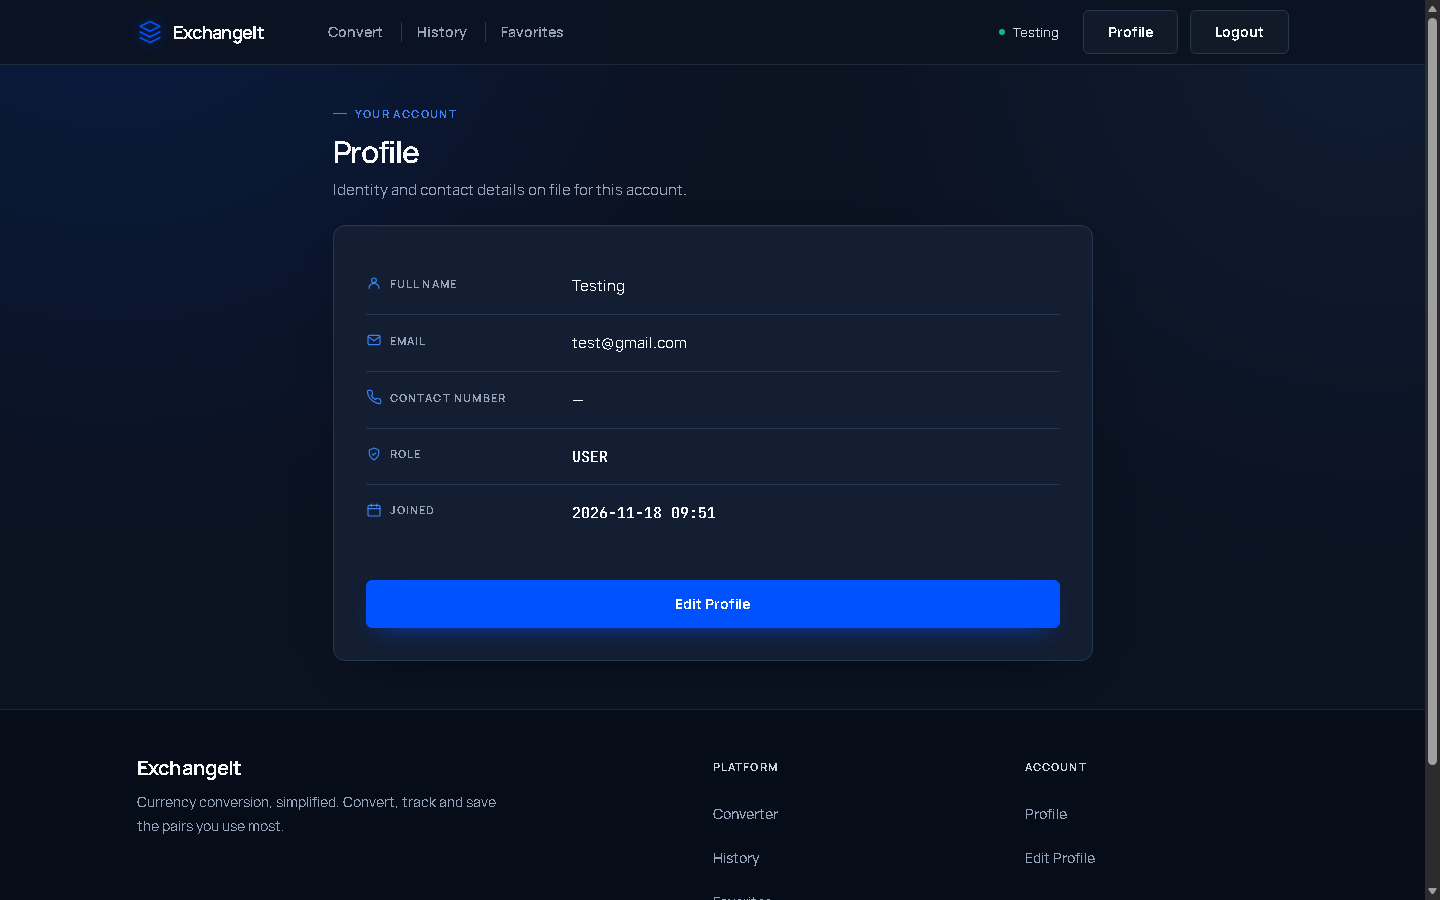 ExchangeIt
Convert
History
Favorites
Testing
Profile
Logout
— YOUR ACCOUNT
Profile
Identity and contact details on file for this account.
FULL NAME
Testing
EMAIL
test@gmail.com
CONTACT NUMBER
—
ROLE
USER
JOINED
2026-11-18 09:51
Edit Profile
ExchangeIt
Currency conversion, simplified. Convert, track and save
the pairs you use most.
PLATFORM
Converter
History
ACCOUNT
Profile
Edit Profile